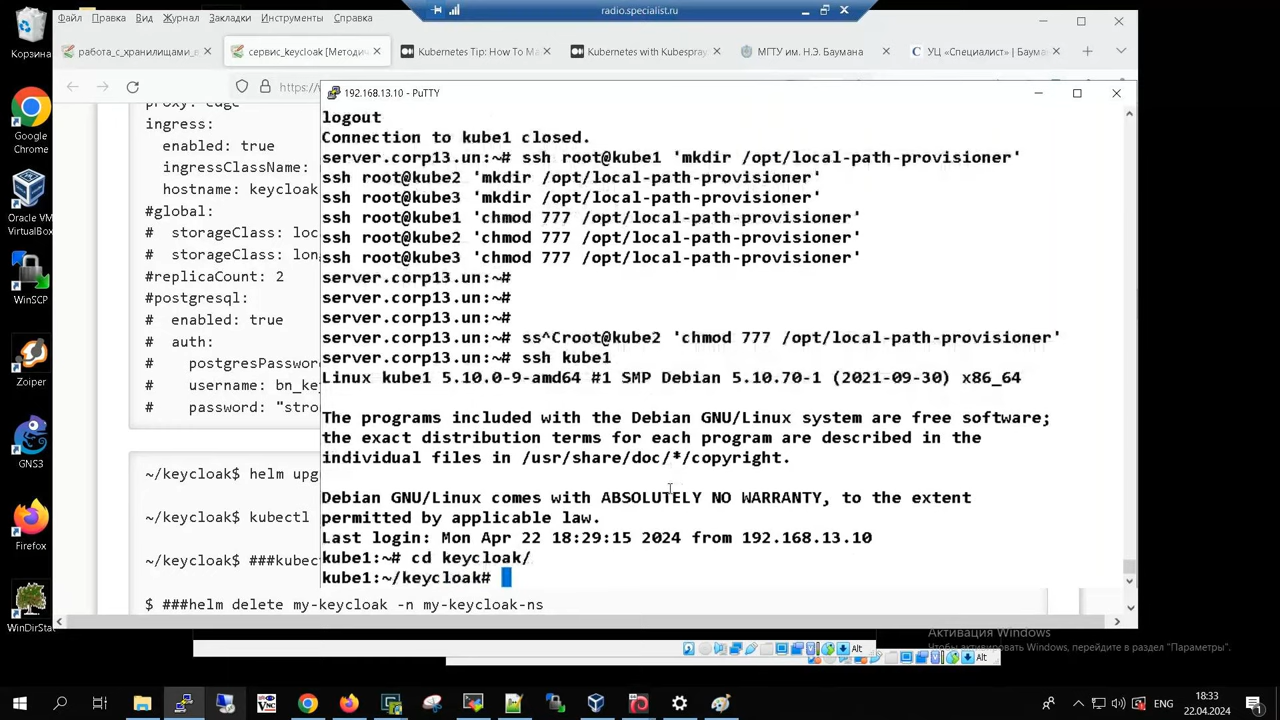 radio.specialist.ru
Файл Правка Вид Журнал Закладки Инструменты Справка
работа_с_хранилищами_в
сервис_keycloak [Методич
Kubernetes Tip: How To Ma
Kubernetes with Kubespray
МГТУ им. Н.Э. Баумана
УЦ «Специалист» | Баума
https://v
proxy: edge
ingress:
enabled: true
ingressClassName:
hostname: keycloak
#global:
# storageClass: loc
# storageClass: lon
#replicaCount: 2
#postgresql:
# enabled: true
# auth:
# postgresPassword
# username: bn_ke
# password: "stro
~/keycloak$ helm upg
~/keycloak$ kubectl
~/keycloak$ ###kubec
$ ###helm delete my-keycloak -n my-keycloak-ns
192.168.13.10 - PuTTY
logout
Connection to kube1 closed.
server.corp13.un:~# ssh root@kube1 'mkdir /opt/local-path-provisioner'
ssh root@kube2 'mkdir /opt/local-path-provisioner'
ssh root@kube3 'mkdir /opt/local-path-provisioner'
ssh root@kube1 'chmod 777 /opt/local-path-provisioner'
ssh root@kube2 'chmod 777 /opt/local-path-provisioner'
ssh root@kube3 'chmod 777 /opt/local-path-provisioner'
server.corp13.un:~#
server.corp13.un:~#
server.corp13.un:~#
server.corp13.un:~# ss^Croot@kube2 'chmod 777 /opt/local-path-provisioner'
server.corp13.un:~# ssh kube1
Linux kube1 5.10.0-9-amd64 #1 SMP Debian 5.10.70-1 (2021-09-30) x86_64
The programs included with the Debian GNU/Linux system are free software;
the exact distribution terms for each program are described in the
individual files in /usr/share/doc/*/copyright.
Debian GNU/Linux comes with ABSOLUTELY NO WARRANTY, to the extent
permitted by applicable law.
Last login: Mon Apr 22 18:29:15 2024 from 192.168.13.10
kube1:~# cd keycloak/
kube1:~/keycloak#
Корзина
Google
Chrome
Oracle VM
VirtualBox
WinSCP
Zoiper
GNS3
Firefox
WinDirStat
Alt
Alt
Активация Windows
Чтобы активировать Windows, перейдите в раздел "Параметры".
ENG
18:33
22.04.2024
1